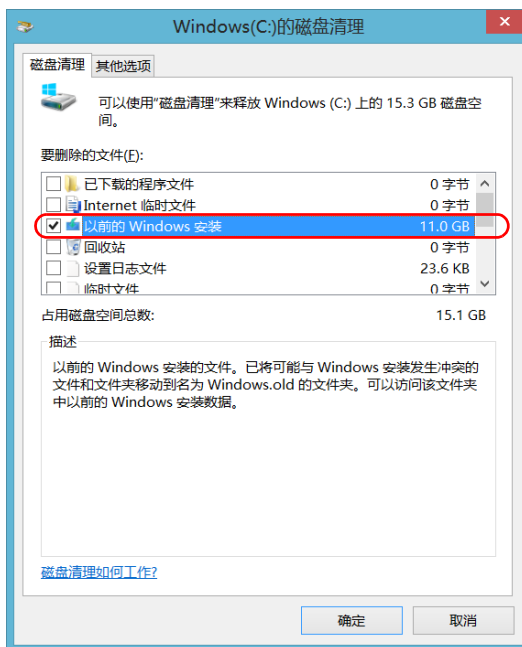 Windows(C:)的磁盘清理
磁盘清理 其他选项
可以使用“磁盘清理”来释放 Windows (C:) 上的 15.3 GB 磁盘空
间。
要删除的文件(F):
已下载的程序文件 0 字节
Internet 临时文件 0 字节
以前的 Windows 安装 11.0 GB
回收站 0 字节
设置日志文件 23.6 KB
临时文件 0 字节
占用磁盘空间总数: 15.1 GB
描述
以前的 Windows 安装的文件。已将可能与 Windows 安装发生冲突的
文件和文件夹移动到名为 Windows.old 的文件夹。可以访问该文件夹
中以前的 Windows 安装数据。
磁盘清理如何工作?
确定 取消